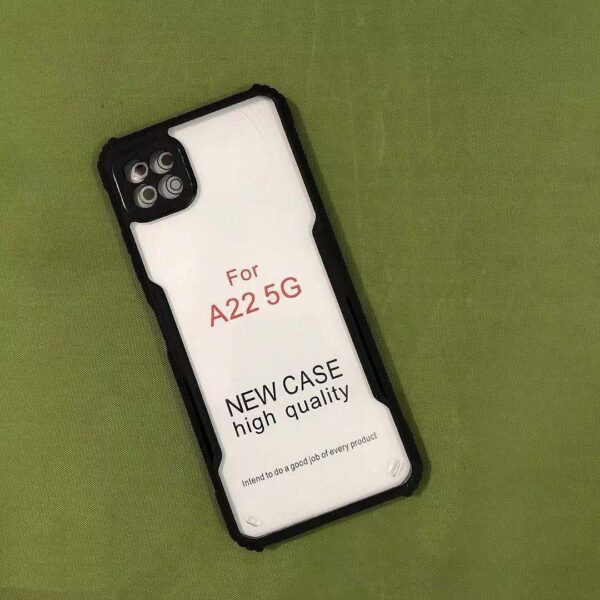 For
A22 5G
NEW CASE
high quality
Intend to do a good job of every product